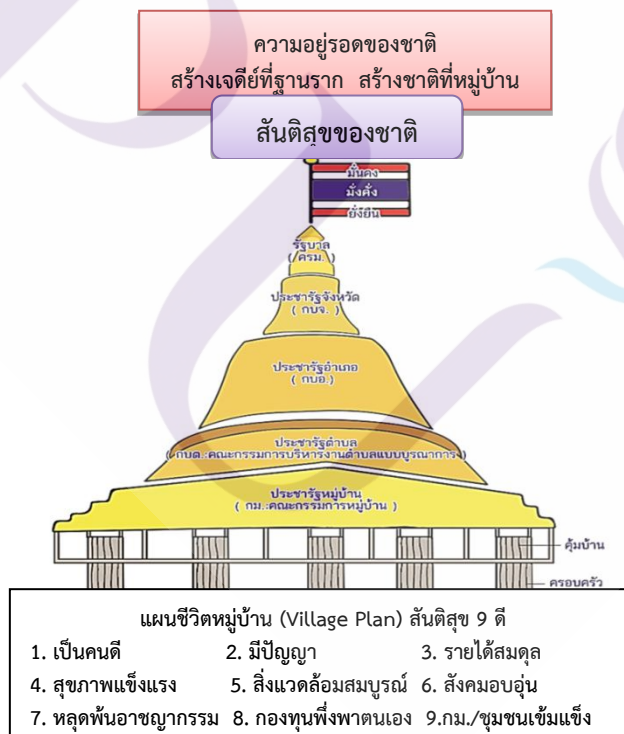 ความอยู่รอดของชาติ
สร้างเจดีย์ที่ฐานราก สร้างชาติที่หมู่บ้าน
สันติสุขของชาติ
มั่นคง
มั่งคั่ง
ยั่งยืน
รัฐบาล
( ครม. )
ประชารัฐจังหวัด
( กบจ. )
ประชารัฐอำเภอ
( กบอ.)
ประชารัฐตำบล
( กบต.:คณะกรรมการบริหารงานตำบลแบบบูรณาการ )
ประชารัฐหมู่บ้าน
( กม.:คณะกรรมการหมู่บ้าน )
คุ้มบ้าน
ครอบครัว
แผนชีวิตหมู่บ้าน (Village Plan) สันติสุข 9 ดี
1. เป็นคนดี 2. มีปัญญา 3. รายได้สมดุล
4. สุขภาพแข็งแรง 5. สิ่งแวดล้อมสมบูรณ์ 6. สังคมอบอุ่น
7. หลุดพ้นอาชญากรรม 8. กองทุนพึ่งพาตนเอง 9.กม./ชุมชนเข้มแข็ง